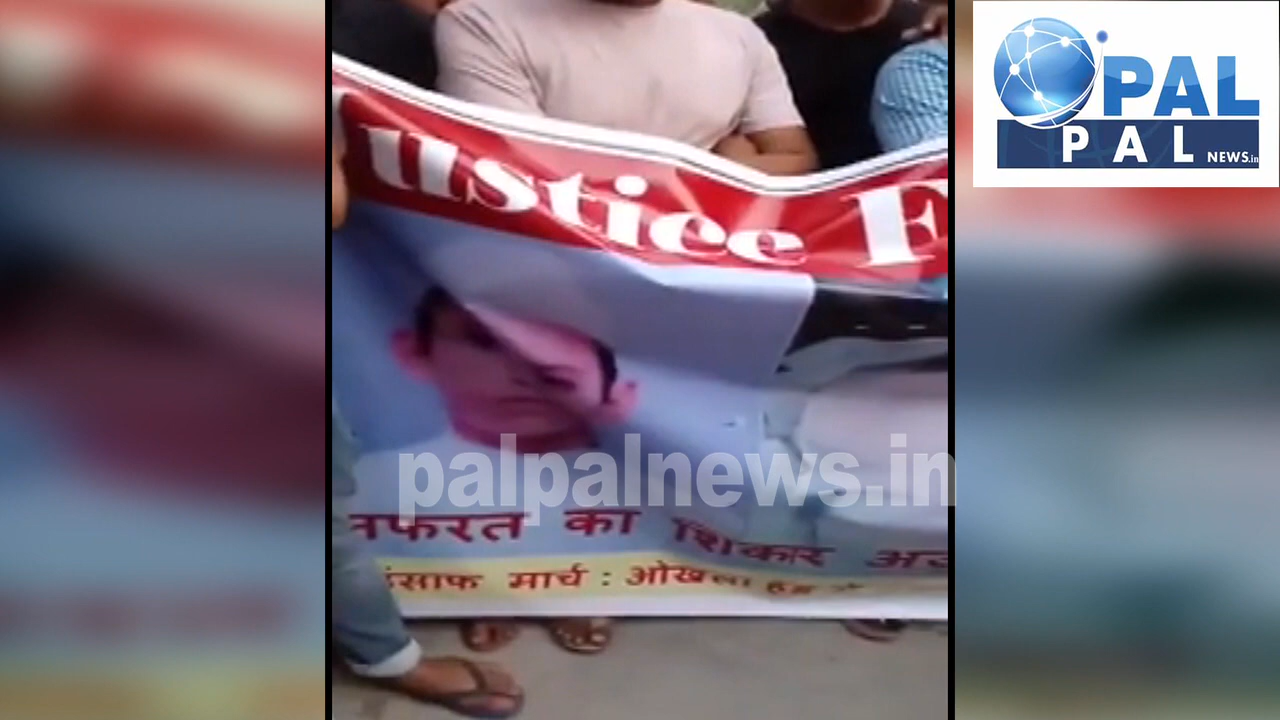 PAL
PAL NEWS.in
ustice F
palpalnews.in
नफरत का शिकार
इंसाफ मार्च : ओखला